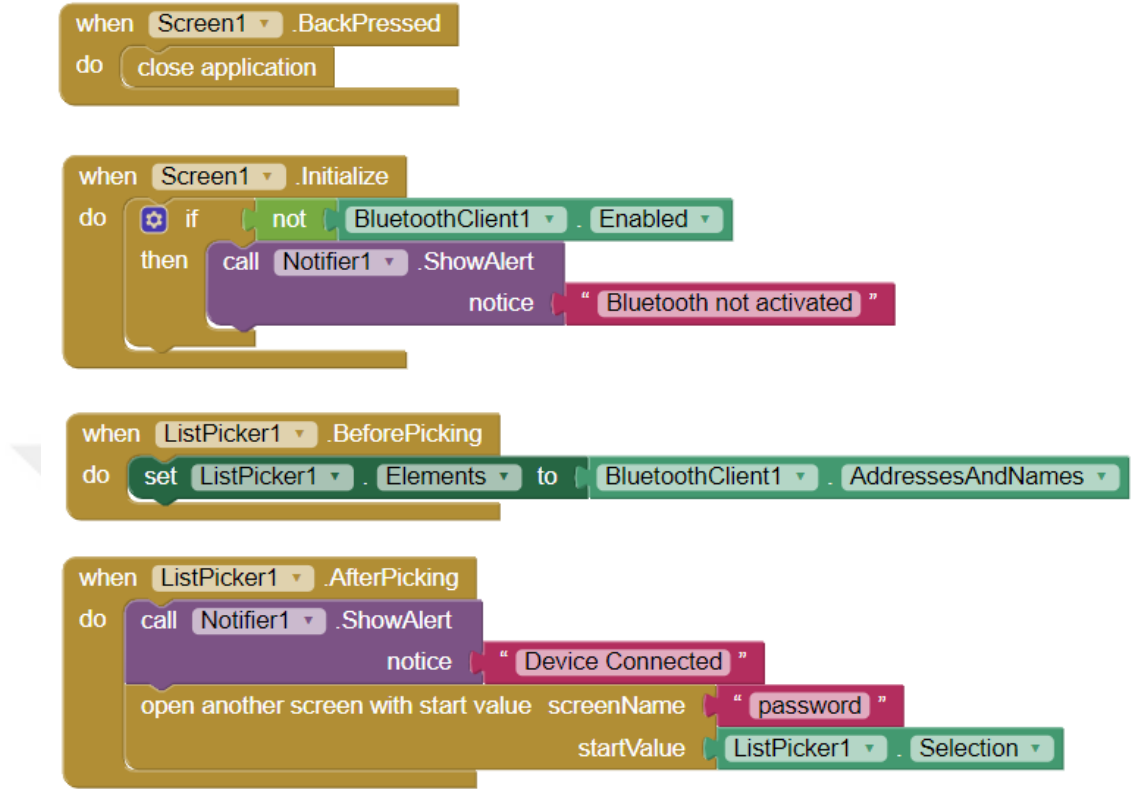 when Screen1 .BackPressed
do close application
when Screen1 .Initialize
do if not BluetoothClient1 . Enabled
then call Notifier1 .ShowAlert
notice “ Bluetooth not activated ”
when ListPicker1 .BeforePicking
do set ListPicker1 . Elements to BluetoothClient1 . AddressesAndNames
when ListPicker1 .AfterPicking
do call Notifier1 .ShowAlert
notice “ Device Connected ”
open another screen with start value screenName “ password ”
startValue ListPicker1 . Selection